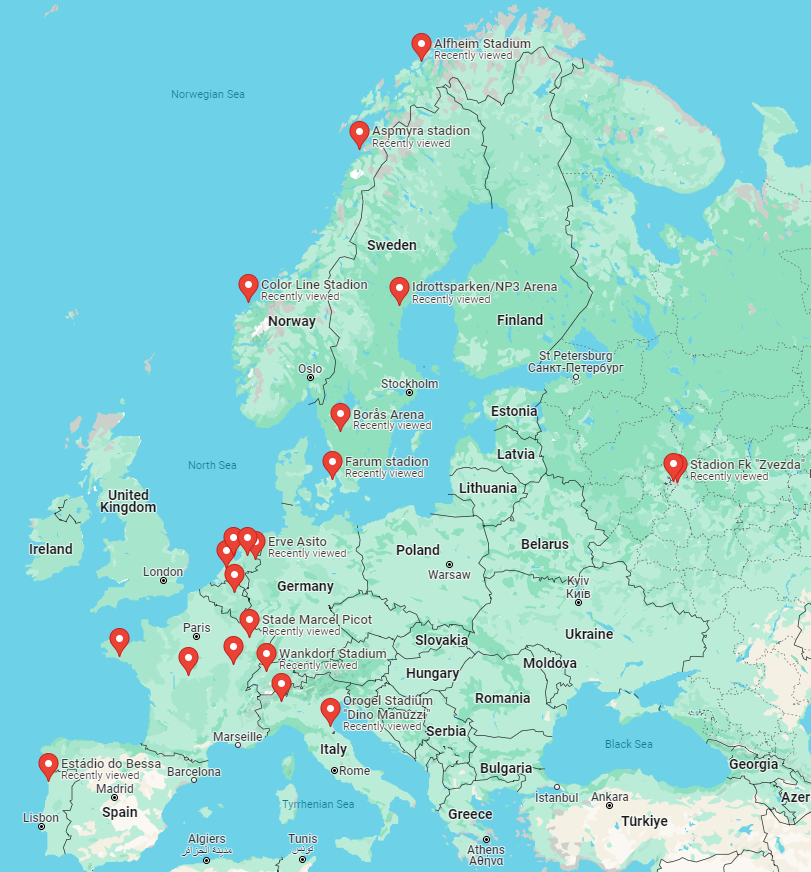 Alfheim Stadium
Recently viewed
Norwegian Sea
Aspmyra stadion
Recently viewed
Sweden
Color Line Stadion
Recently viewed
Idrottsparken/NP3 Arena
Recently viewed
Norway
Finland
St Petersburg
Санкт-Петербург
Oslo
Stockholm
Borås Arena
Recently viewed
Estonia
Latvia
North Sea
Farum stadion
Recently viewed
Stadion Fk "Zvezda"
Recently viewed
Lithuania
United
Kingdom
Ireland
Erve Asito
Recently viewed
Poland
Belarus
London
Germany
Warsaw
Kyiv
Київ
Paris
Stade Marcel Picot
Recently viewed
Ukraine
Slovakia
Wankdorf Stadium
Recently viewed
Moldova
Hungary
Orogel Stadium
"Dino Manuzzi"
Recently viewed
Romania
Serbia
Marseille
Italy
Black Sea
Estádio do Bessa
Recently viewed
Barcelona
Rome
Bulgaria
Georgia
Madrid
Spain
Lisbon
Tyrrhenian Sea
İstanbul
Ankara
Azer
Greece
Türkiye
Algiers
مدينة الجزائر
Tunis
تونس
Athens
Αθήνα